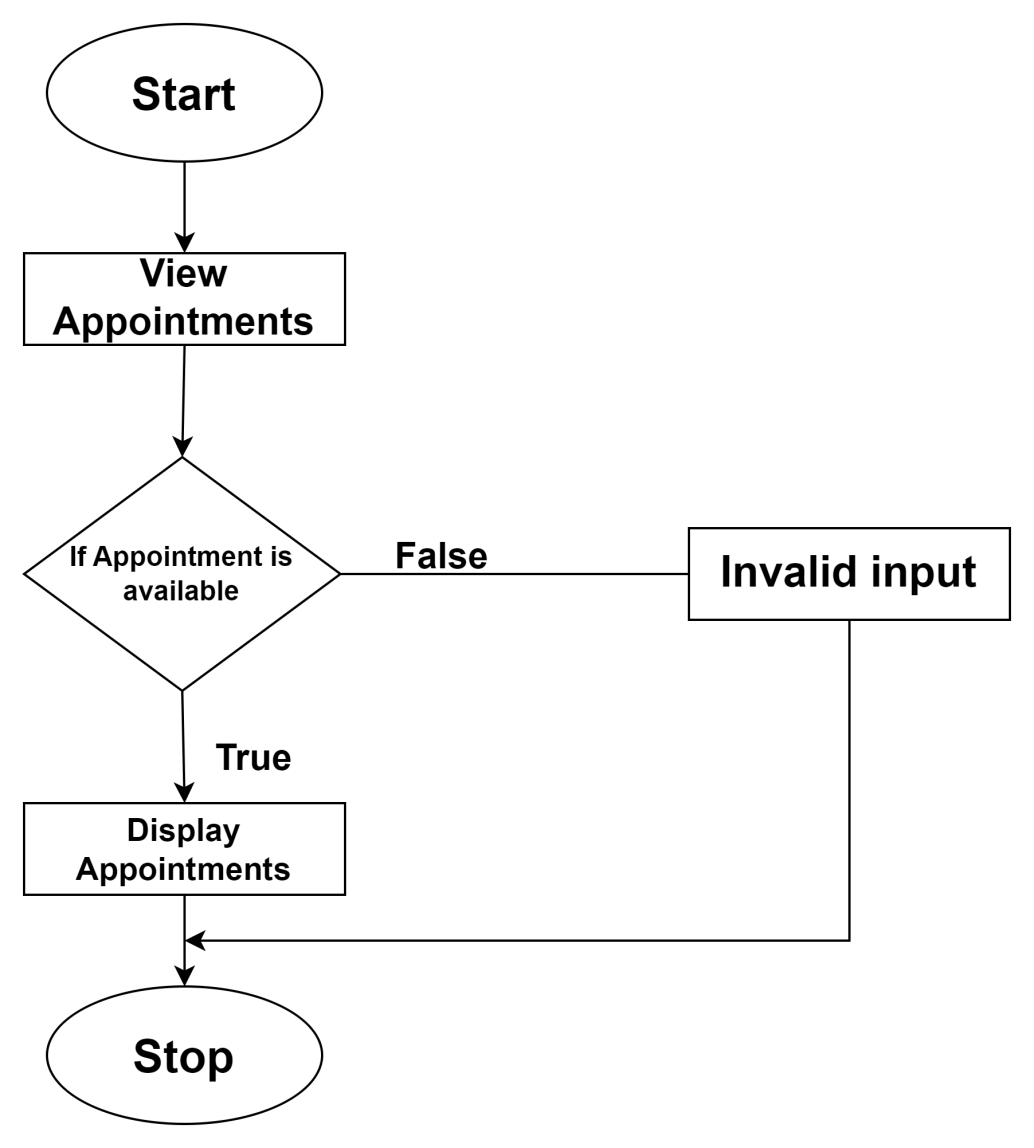 Start
View
Appointments
If Appointment is
available
False
Invalid input
True
Display
Appointments
Stop